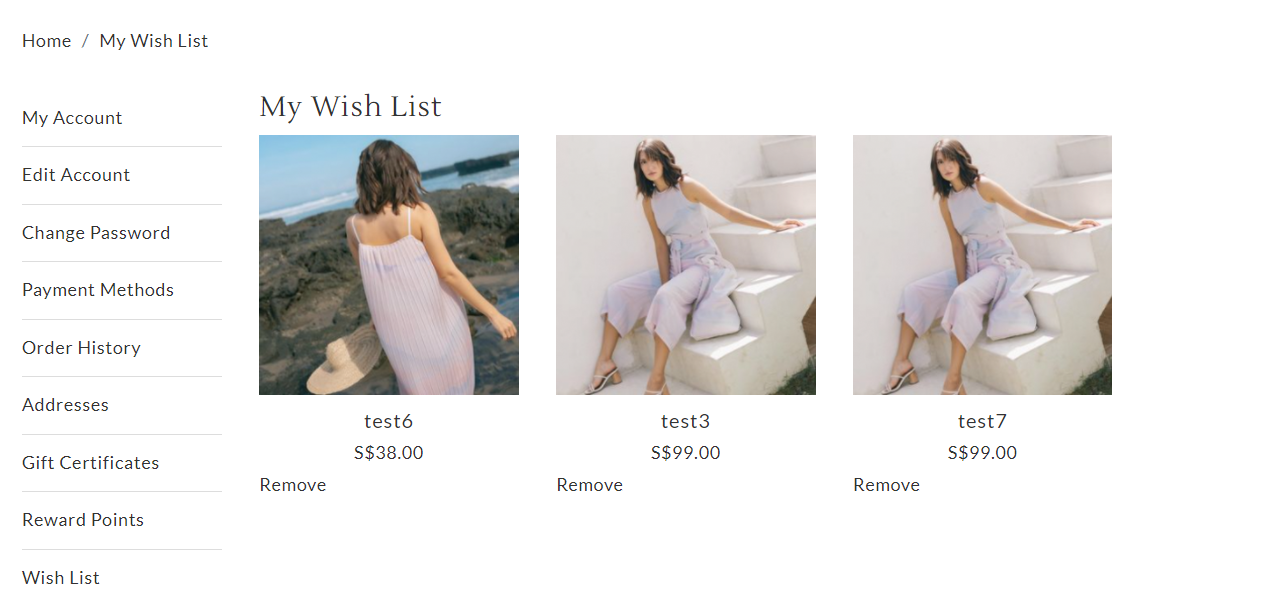 Home / My Wish List
My Account
Edit Account
Change Password
Payment Methods
Order History
Addresses
Gift Certificates
Reward Points
Wish List
My Wish List
test6
S$38.00
Remove
test3
S$99.00
Remove
test7
S$99.00
Remove